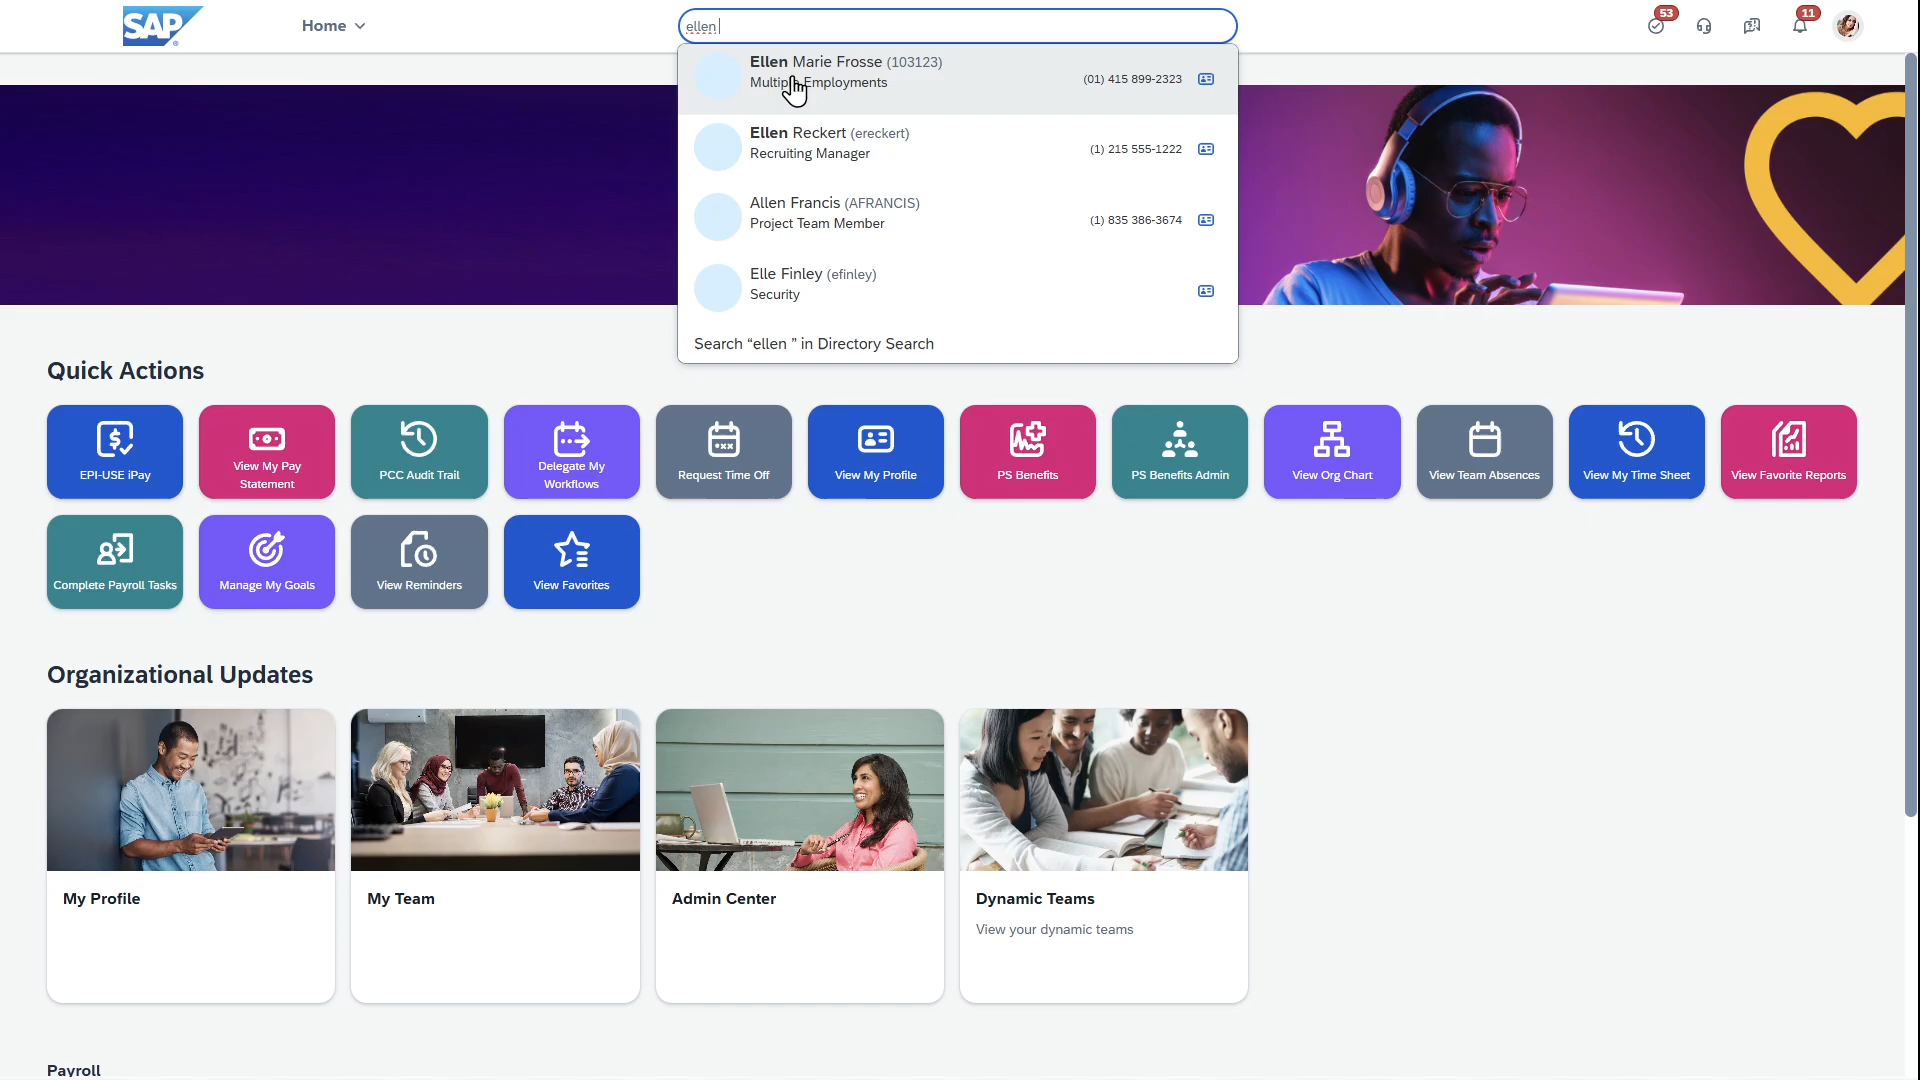 SAP
Home
ellen
53
11
Ellen Marie Frosse (103123)
Multiple Employments
(01) 415 899-2323
Ellen Reckert (ereckert)
Recruiting Manager
(1) 215 555-1222
Allen Francis (AFRANCIS)
Project Team Member
(1) 835 386-3674
Elle Finley (efinley)
Security
Search “ellen ” in Directory Search
Quick Actions
EPI-USE iPay
View My Pay
Statement
PCC Audit Trail
Delegate My
Workflows
Request Time Off
View My Profile
PS Benefits
PS Benefits Admin
View Org Chart
View Team Absences
View My Time Sheet
View Favorite Reports
Complete Payroll Tasks
Manage My Goals
View Reminders
View Favorites
Organizational Updates
My Profile
My Team
Admin Center
Dynamic Teams
View your dynamic teams
Payroll